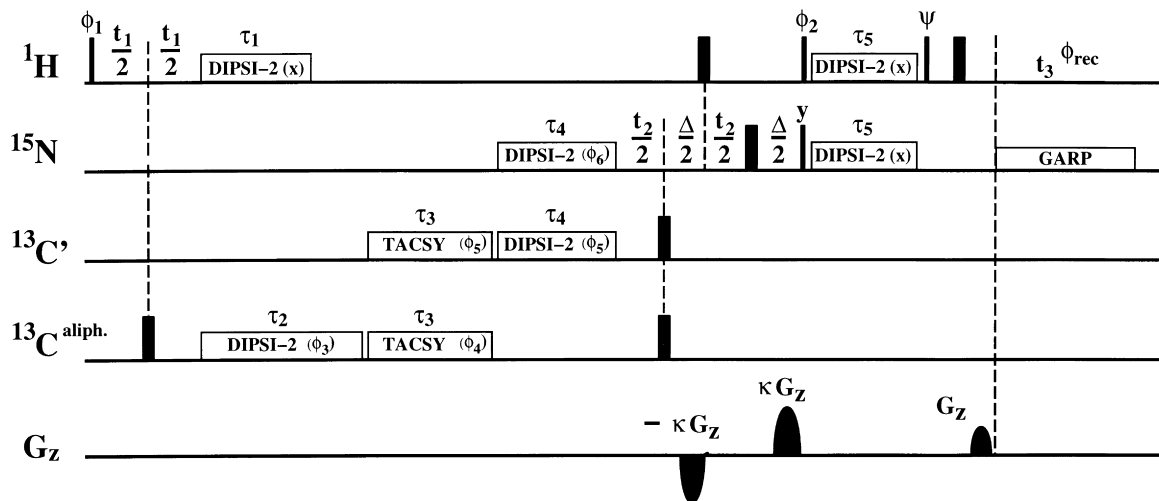 ϕ1 t1/2 t1/2 τ1 ϕ2 τ5 ψ
1H DIPSI-2 (x) DIPSI-2 (x) t3 ϕrec
τ4 t2/2 Δ/2 t2/2 Δ/2 y τ5
15N DIPSI-2 (ϕ6) DIPSI-2 (x) GARP
τ3 τ4
13C' TACSY (ϕ5) DIPSI-2 (ϕ5)
τ2 τ3
13C aliph. DIPSI-2 (ϕ3) TACSY (ϕ4)
− κGz κGz Gz
Gz